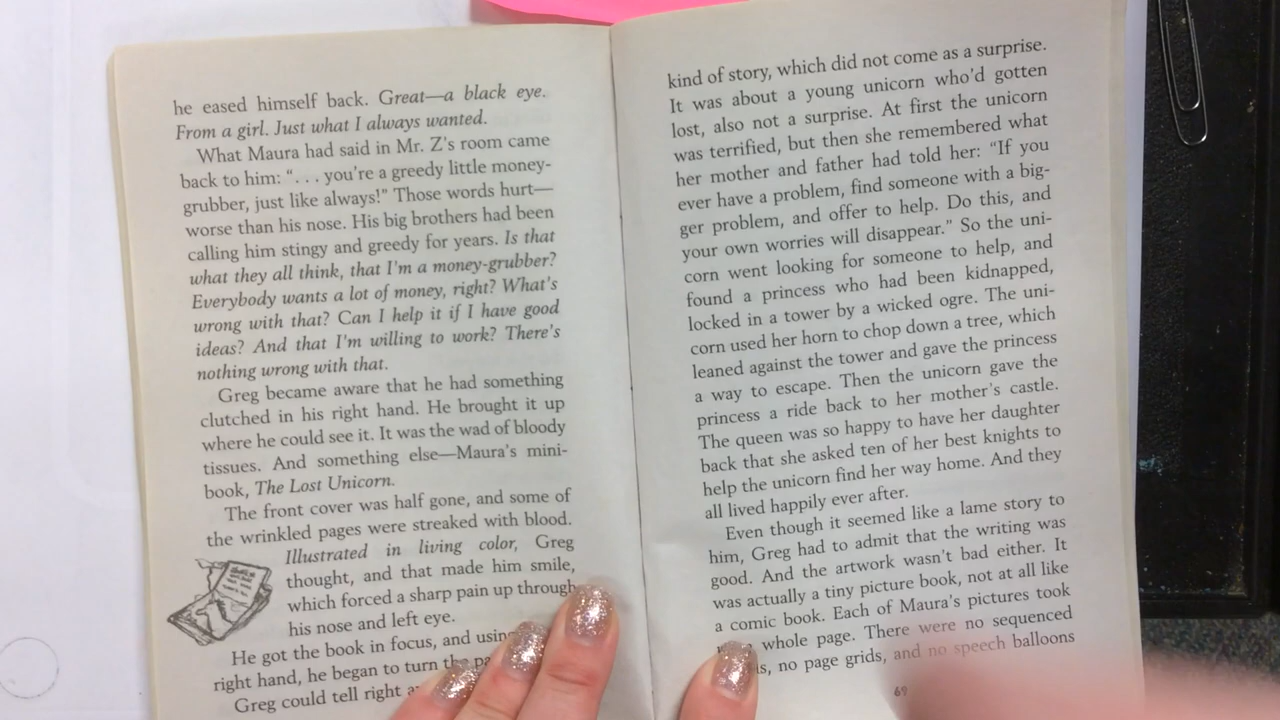 he eased himself back. Great—a black eye.
From a girl. Just what I always wanted.
What Maura had said in Mr. Z's room came
back to him: ". . . you're a greedy little money-
grubber, just like always!" Those words hurt—
worse than his nose. His big brothers had been
calling him stingy and greedy for years. Is that
what they all think, that I'm a money-grubber?
Everybody wants a lot of money, right? What's
wrong with that? Can I help it if I have good
ideas? And that I'm willing to work? There's
nothing wrong with that.
Greg became aware that he had something
clutched in his right hand. He brought it up
where he could see it. It was the wad of bloody
tissues. And something else—Maura's mini-
book, The Lost Unicorn.
The front cover was half gone, and some of
the wrinkled pages were streaked with blood.
Illustrated in living color, Greg
thought, and that made him smile,
which forced a sharp pain up through
his nose and left eye.
He got the book in focus, and using
right hand, he began to turn the
Greg could tell right
kind of story, which did not come as a surprise.
It was about a young unicorn who'd gotten
lost, also not a surprise. At first the unicorn
was terrified, but then she remembered what
her mother and father had told her: "If you
ever have a problem, find someone with a big-
ger problem, and offer to help. Do this, and
your own worries will disappear." So the uni-
corn went looking for someone to help, and
found a princess who had been kidnapped,
locked in a tower by a wicked ogre. The uni-
corn used her horn to chop down a tree, which
leaned against the tower and gave the princess
a way to escape. Then the unicorn gave the
princess a ride back to her mother's castle.
The queen was so happy to have her daughter
back that she asked ten of her best knights to
help the unicorn find her way home. And they
all lived happily ever after.
Even though it seemed like a lame story to
him, Greg had to admit that the writing was
good. And the artwork wasn't bad either. It
was actually a tiny picture book, not at all like
a comic book. Each of Maura's pictures took
whole page. There were no sequenced
no page grids, and no speech balloons
69